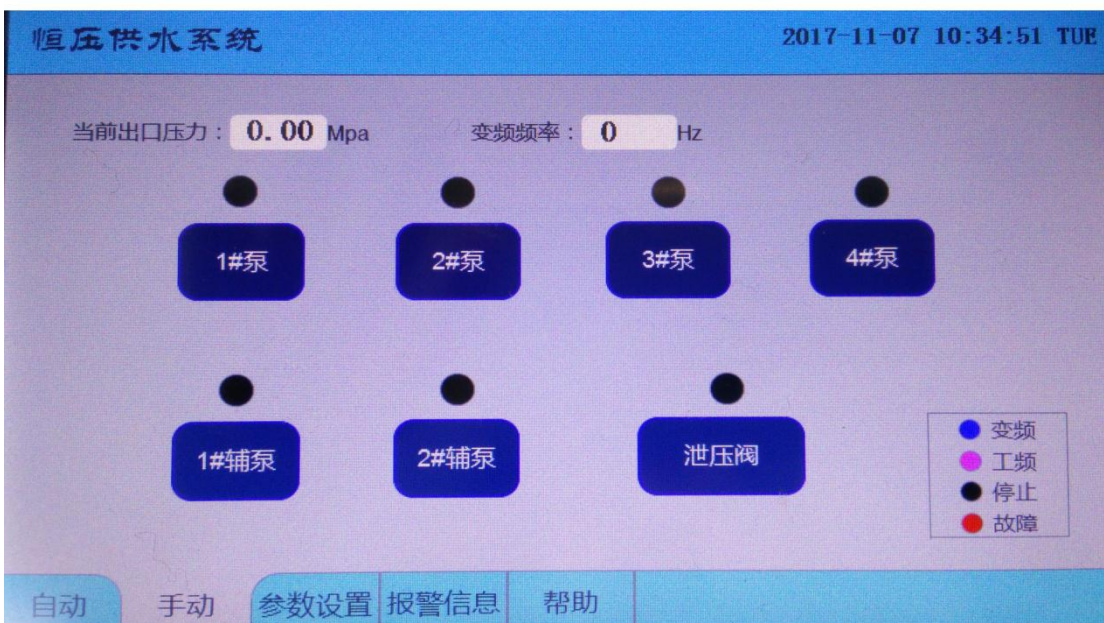 恒压供水系统 2017-11-07 10:34:51 TUE
当前出口压力： 0.00 Mpa 变频频率： 0 Hz
1#泵 2#泵 3#泵 4#泵
1#辅泵 2#辅泵 泄压阀
变频
工频
停止
故障
自动 手动 参数设置 报警信息 帮助